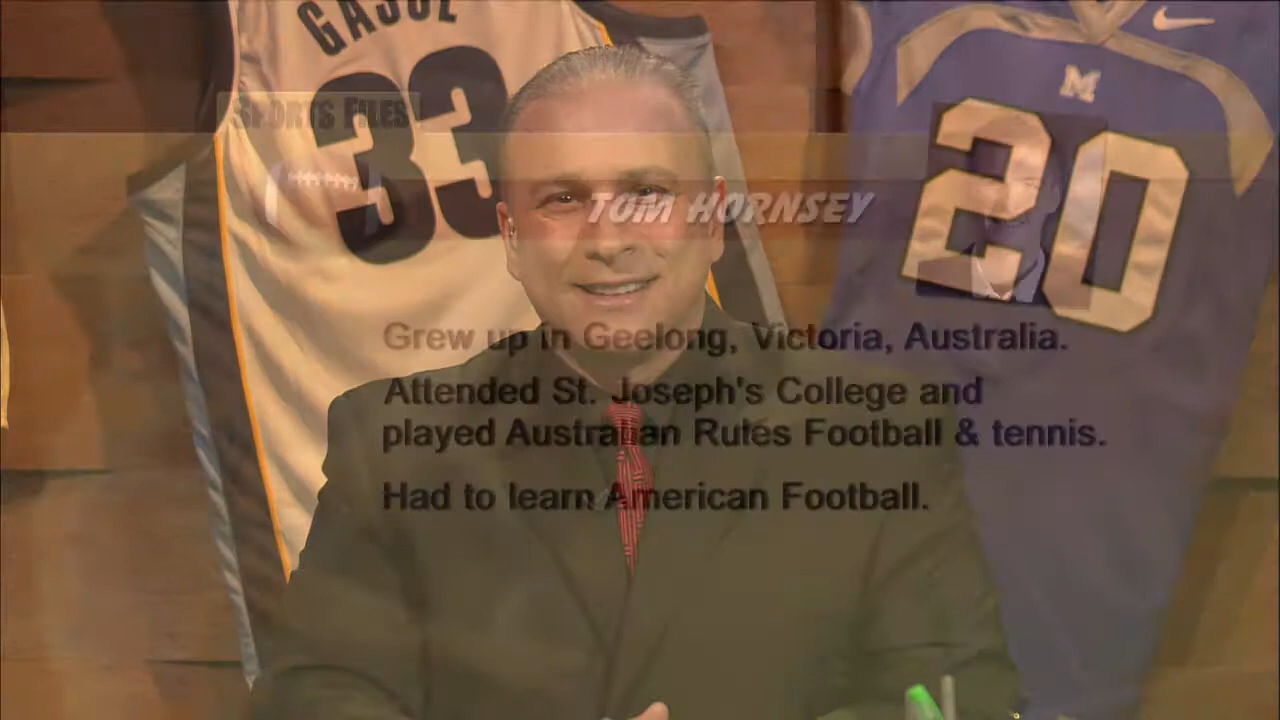 GASOL
33
SPORTS FILES
M
20
TOM HORNSEY
Grew up in Geelong, Victoria, Australia.
Attended St. Joseph's College and
played Australian Rules Football & tennis.
Had to learn American Football.